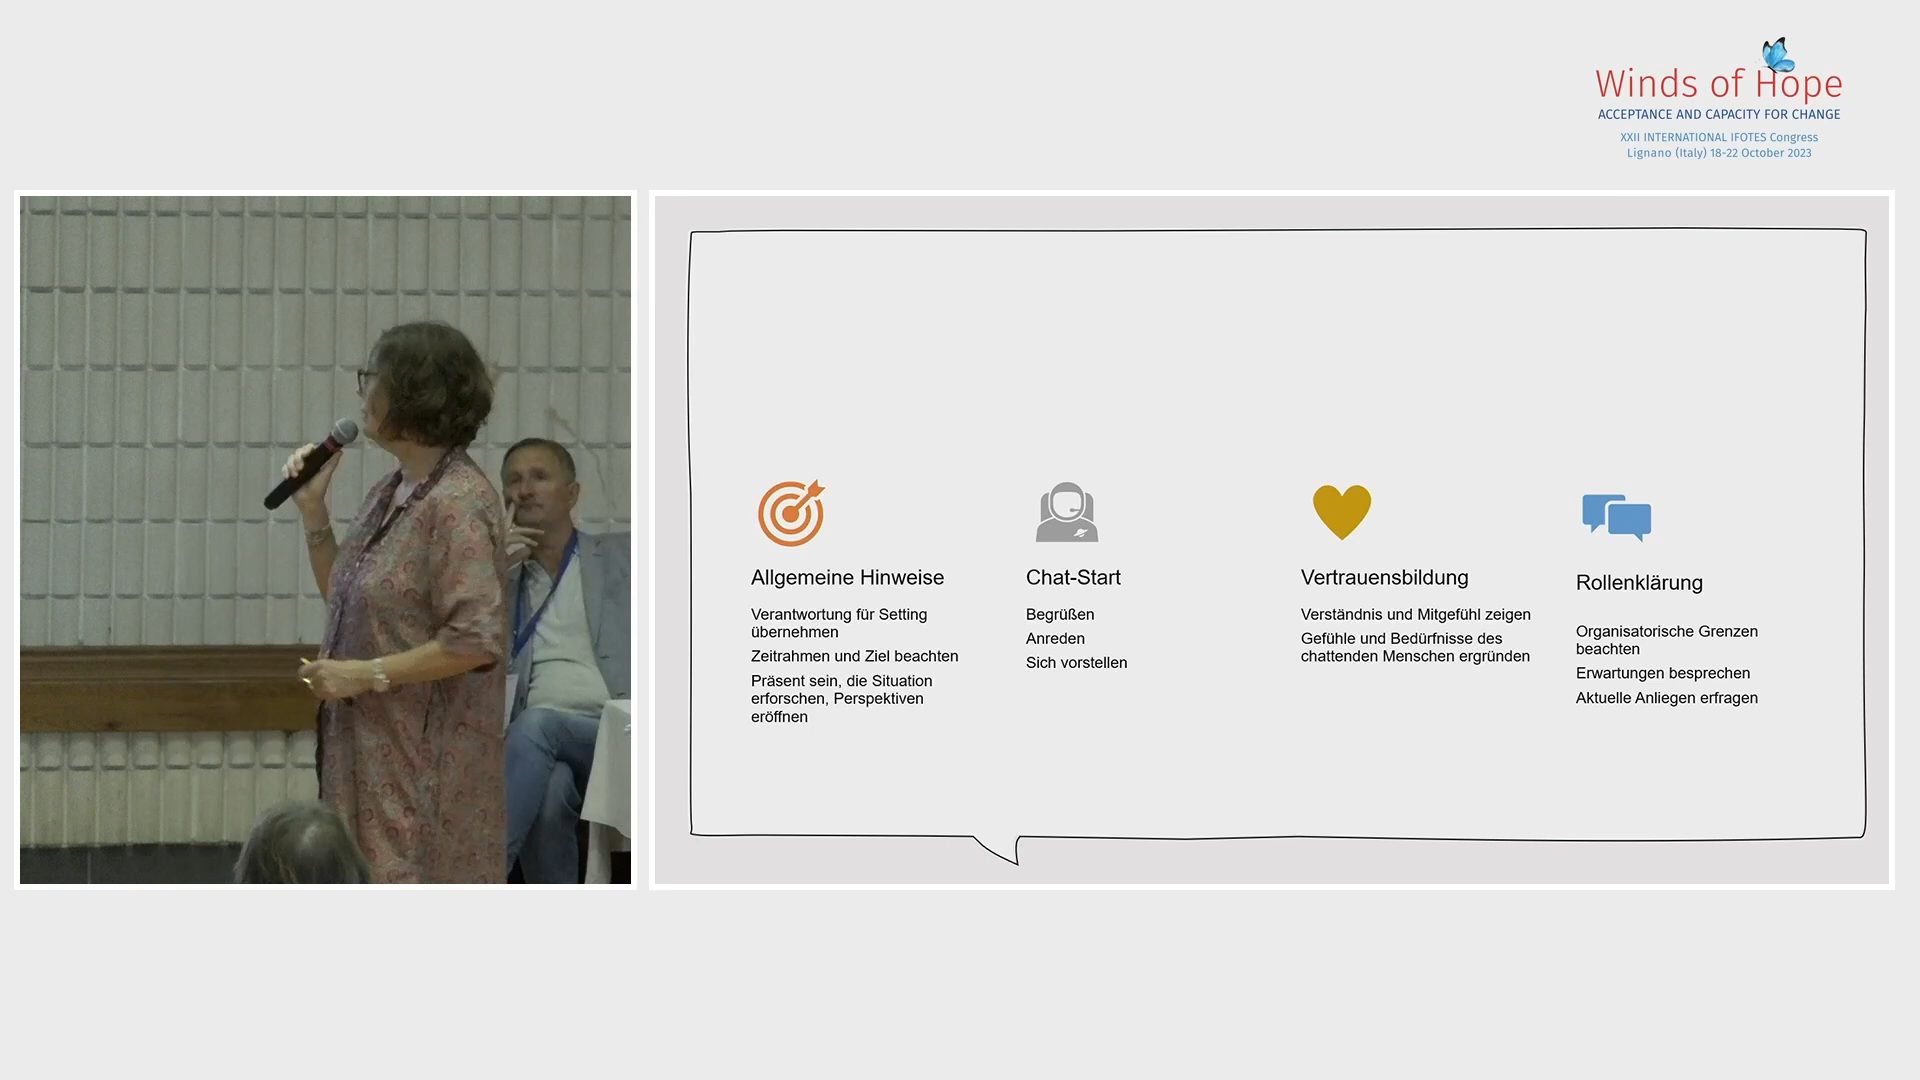 Winds of Hope
ACCEPTANCE AND CAPACITY FOR CHANGE
XXII INTERNATIONAL IFOTES Congress
Lignano (Italy) 18-22 October 2023
Allgemeine Hinweise
Verantwortung für Setting
übernehmen
Zeitrahmen und Ziel beachten
Präsent sein, die Situation
erforschen, Perspektiven
eröffnen
Chat-Start
Begrüßen
Anreden
Sich vorstellen
Vertrauensbildung
Verständnis und Mitgefühl zeigen
Gefühle und Bedürfnisse des
chattenden Menschen ergründen
Rollenklärung
Organisatorische Grenzen
beachten
Erwartungen besprechen
Aktuelle Anliegen erfragen